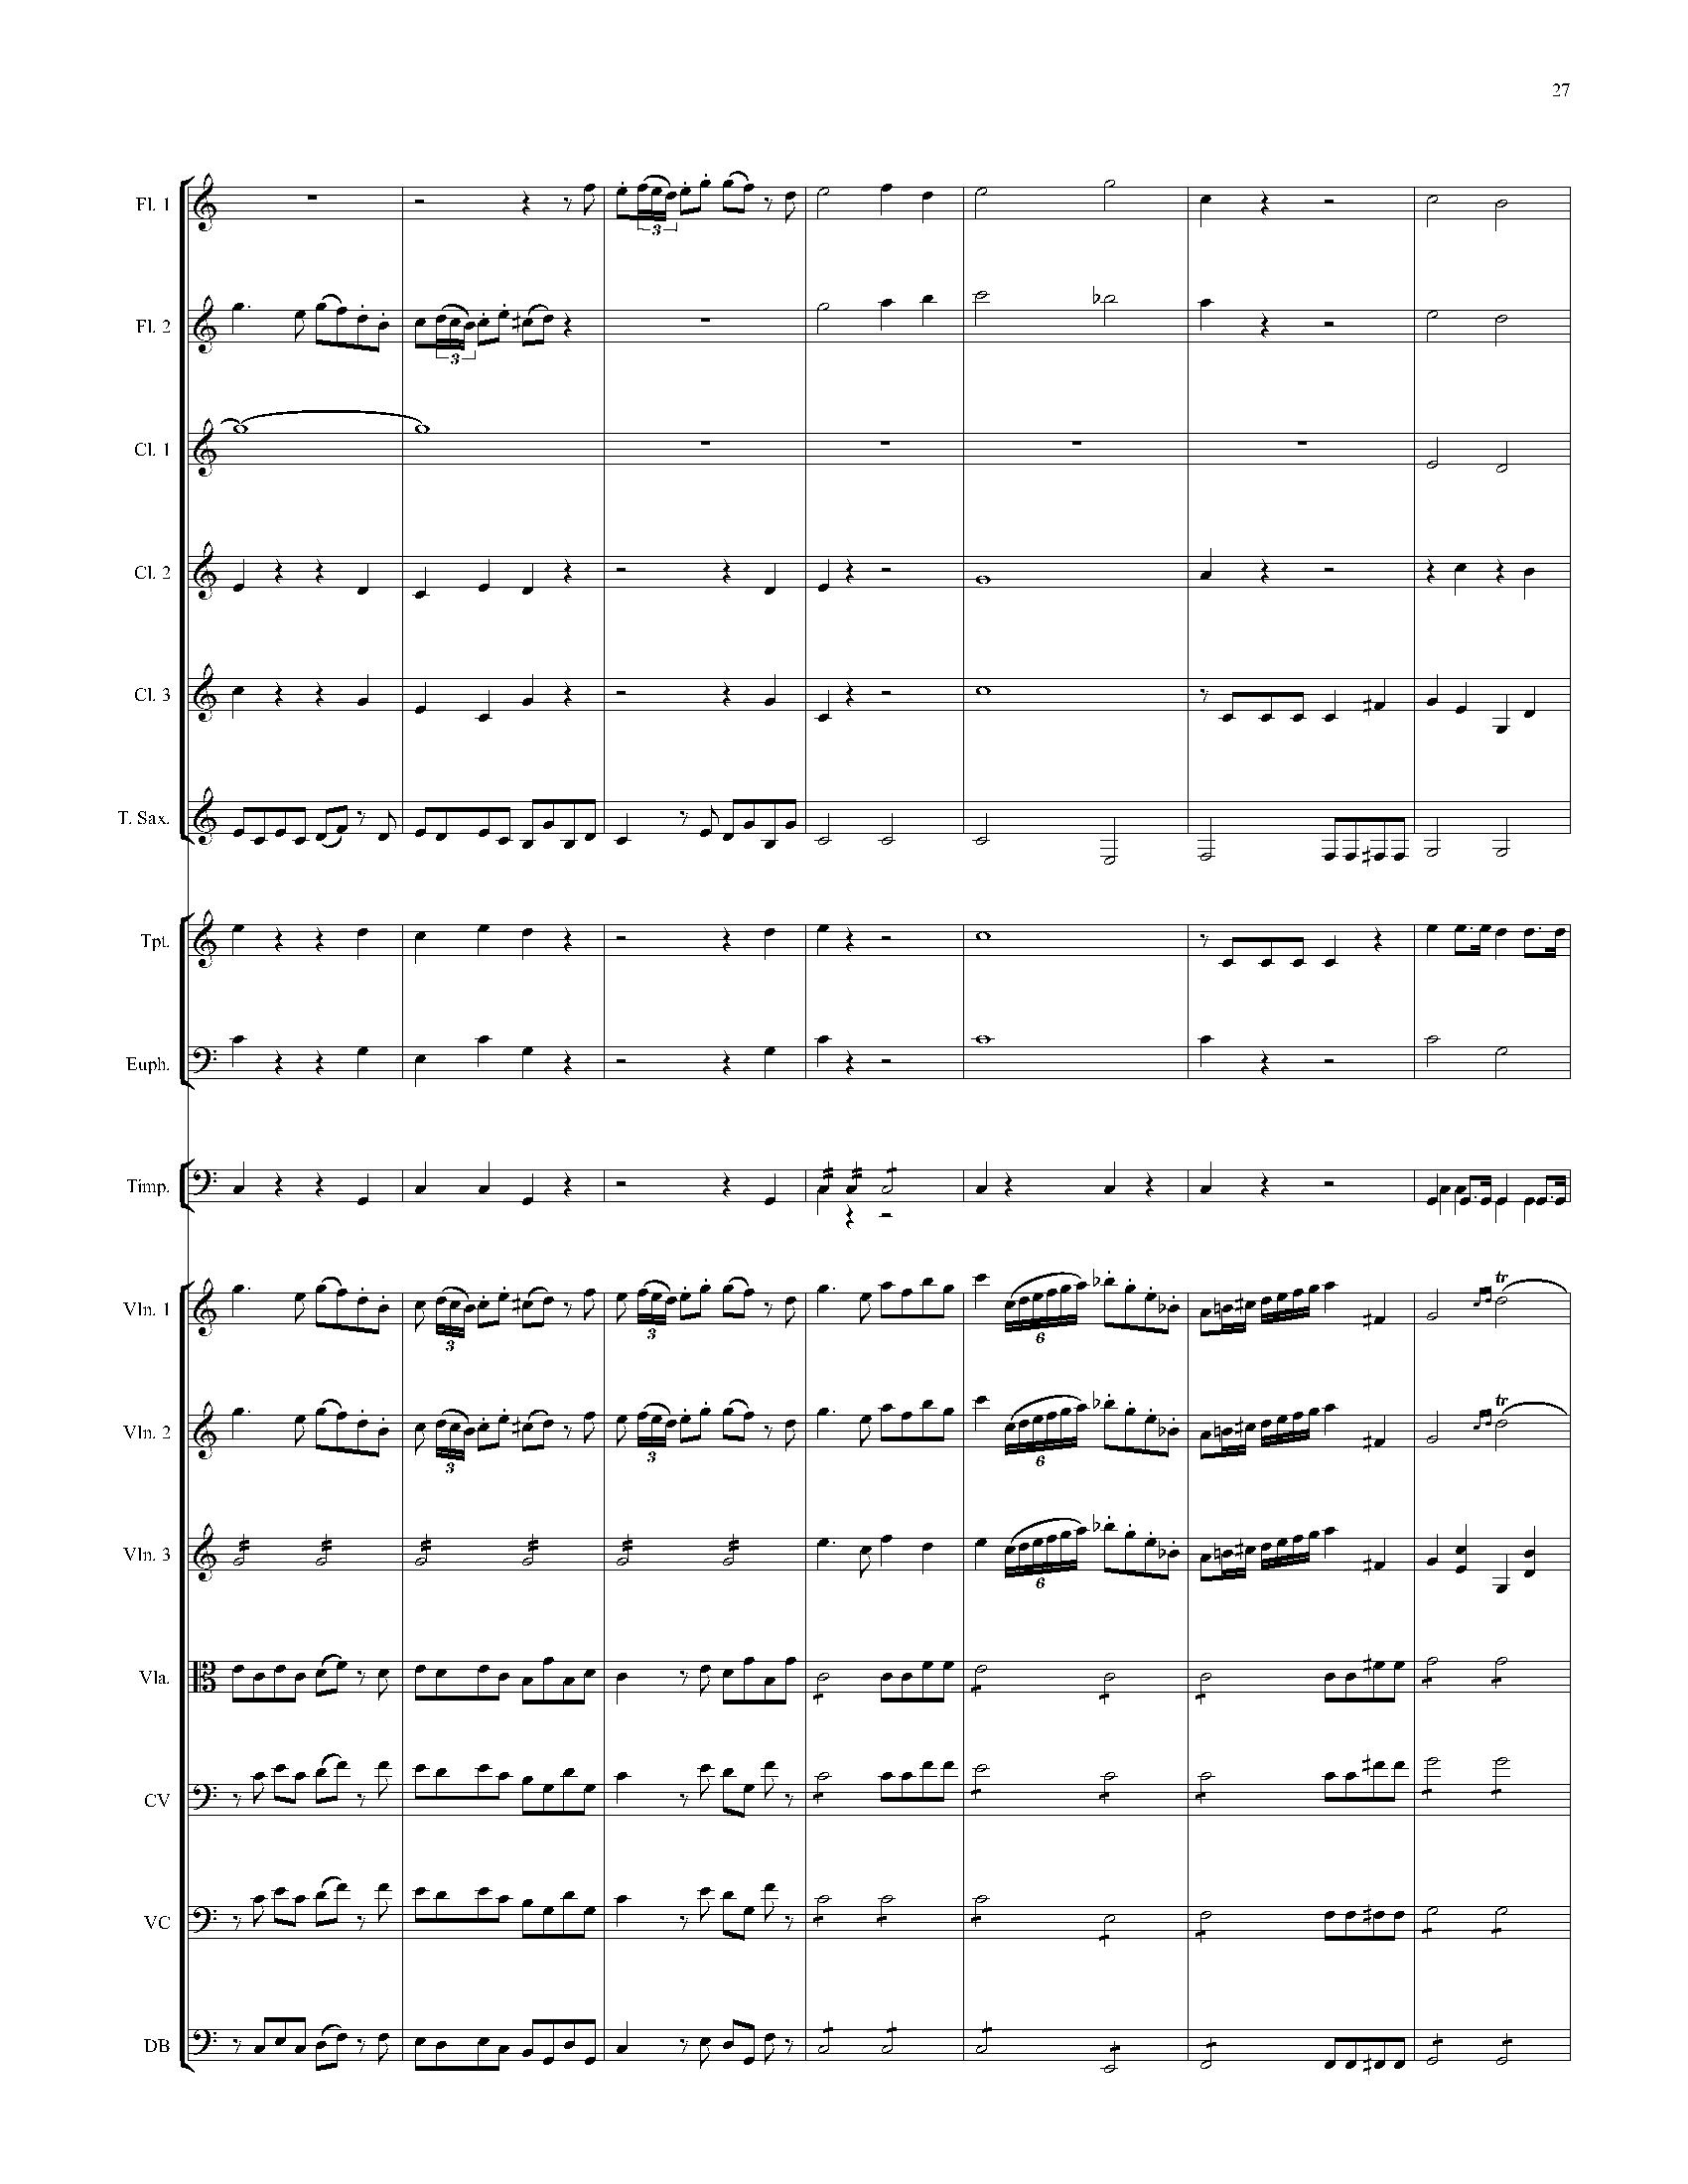 27
Fl. 1
3
Fl. 2
3
Cl. 1
Cl. 2
Cl. 3
T. Sax.
Tpt.
Euph.
Timp.
Vln. 1
3
3
6
tr
Vln. 2
3
3
6
tr
Vln. 3
6
Vla.
CV
VC
DB